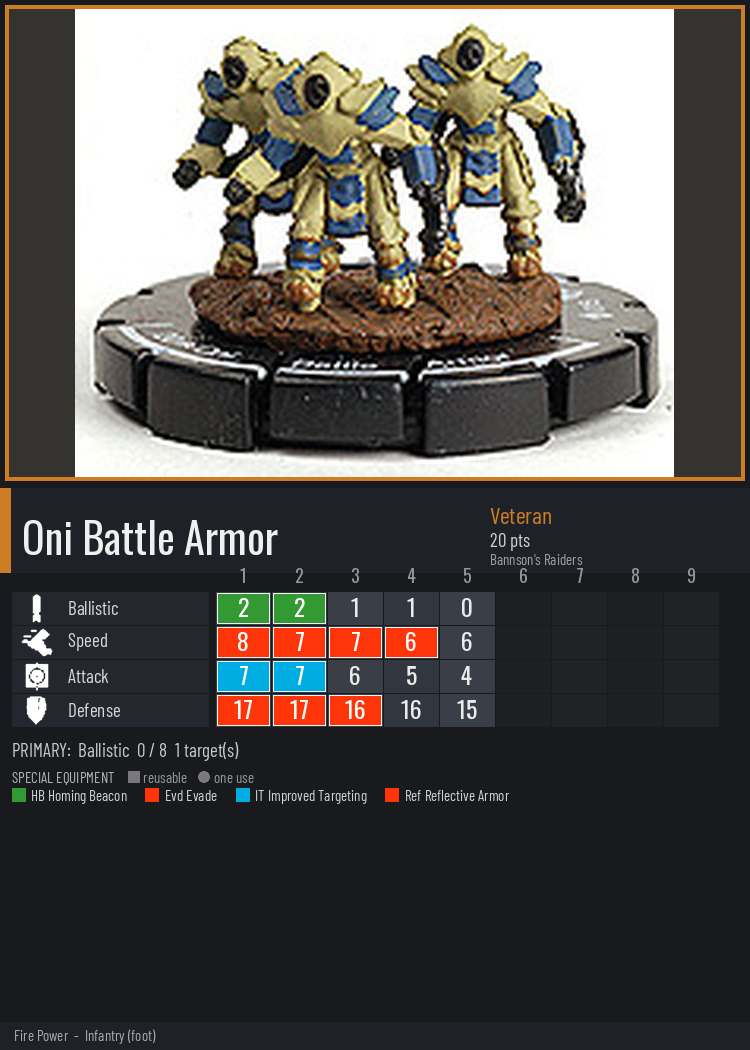 Oni Battle Armor
Veteran
20 pts
Bannson's Raiders
1 2 3 4 5 6 7 8 9
Ballistic 2 2 1 1 0
Speed 8 7 7 6 6
Attack 7 7 6 5 4
Defense 17 17 16 16 15
PRIMARY: Ballistic 0 / 8 1 target(s)
SPECIAL EQUIPMENT reusable one use
HB Homing Beacon Evd Evade IT Improved Targeting Ref Reflective Armor
Fire Power - Infantry (foot)